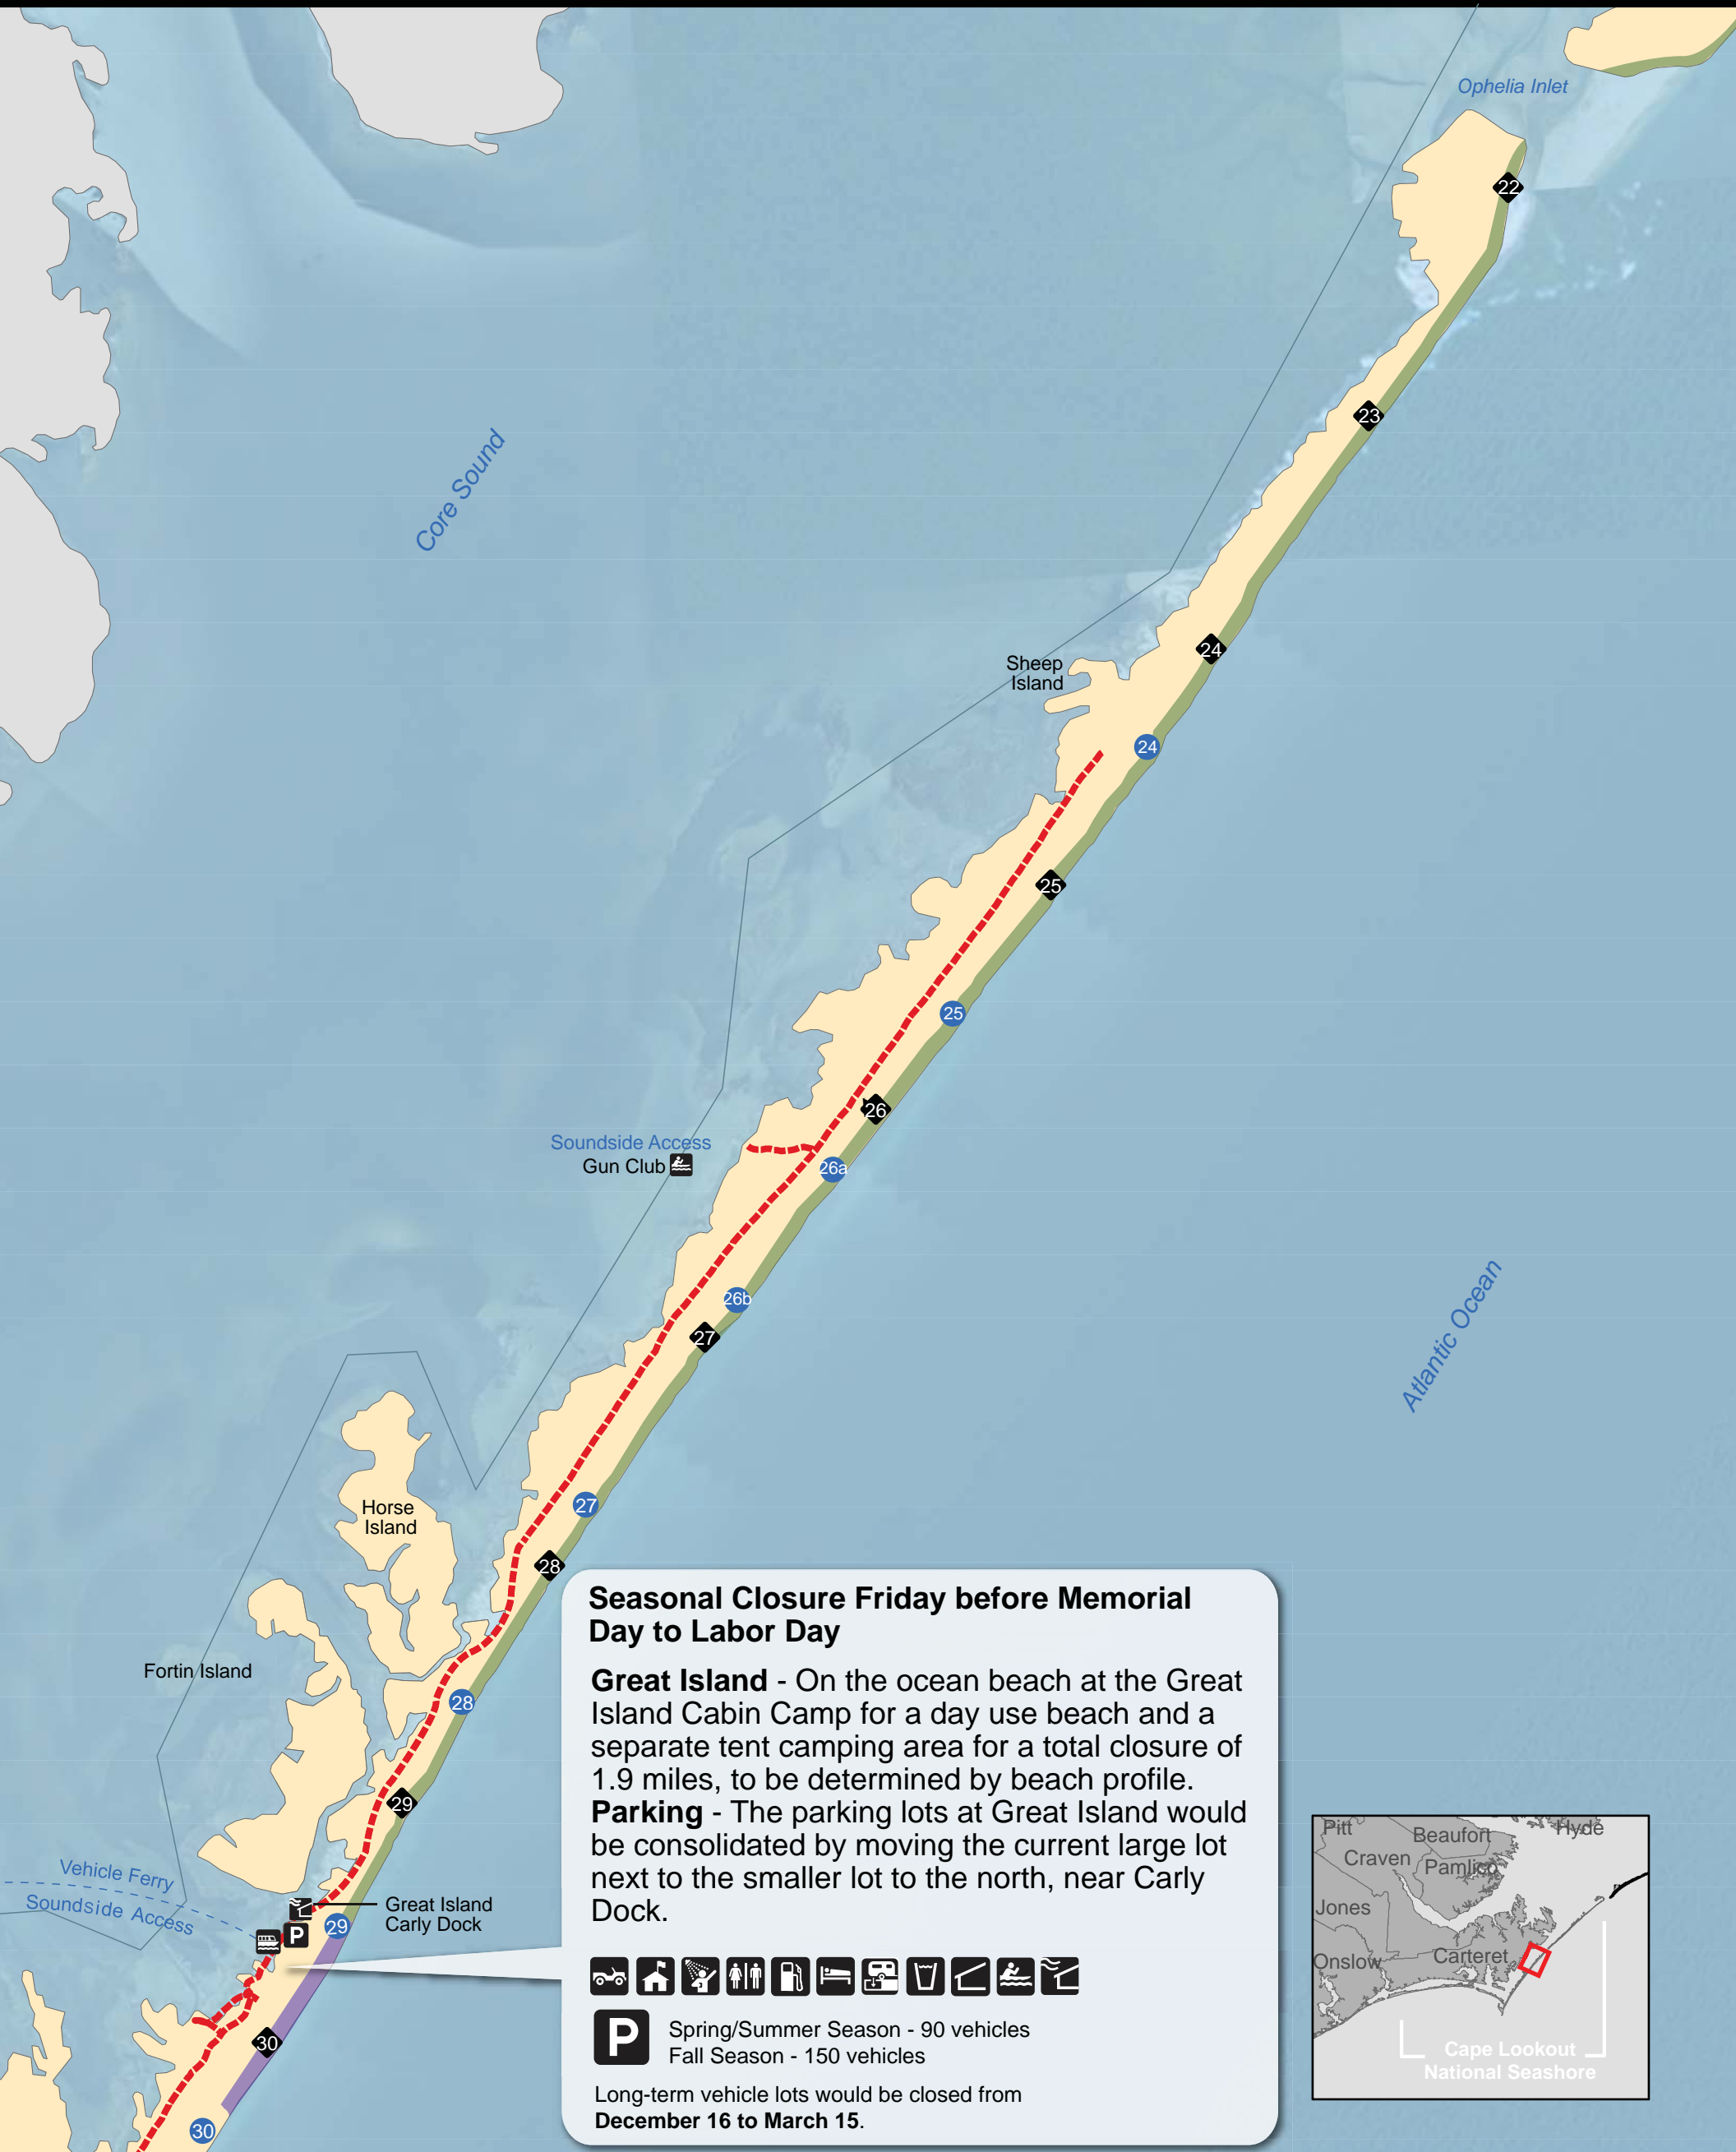 Ophelia Inlet
22
23
Core Sound
24
Sheep
Island
24
25
25
26
Soundside Access
Gun Club
26a
26b
27
Atlantic Ocean
27
Horse
Island
28
Fortin Island
28
29
Vehicle Ferry
Soundside Access
Great Island
Carly Dock
P
29
30
30
Seasonal Closure Friday before Memorial
Day to Labor Day
Great Island - On the ocean beach at the Great
Island Cabin Camp for a day use beach and a
separate tent camping area for a total closure of
1.9 miles, to be determined by beach profile.
Parking - The parking lots at Great Island would
be consolidated by moving the current large lot
next to the smaller lot to the north, near Carly
Dock.
P
Spring/Summer Season - 90 vehicles
Fall Season - 150 vehicles
Long-term vehicle lots would be closed from
December 16 to March 15.
Pitt
Beaufort
Hyde
Craven
Pamlico
Jones
Onslow
Carteret
Cape Lookout
National Seashore